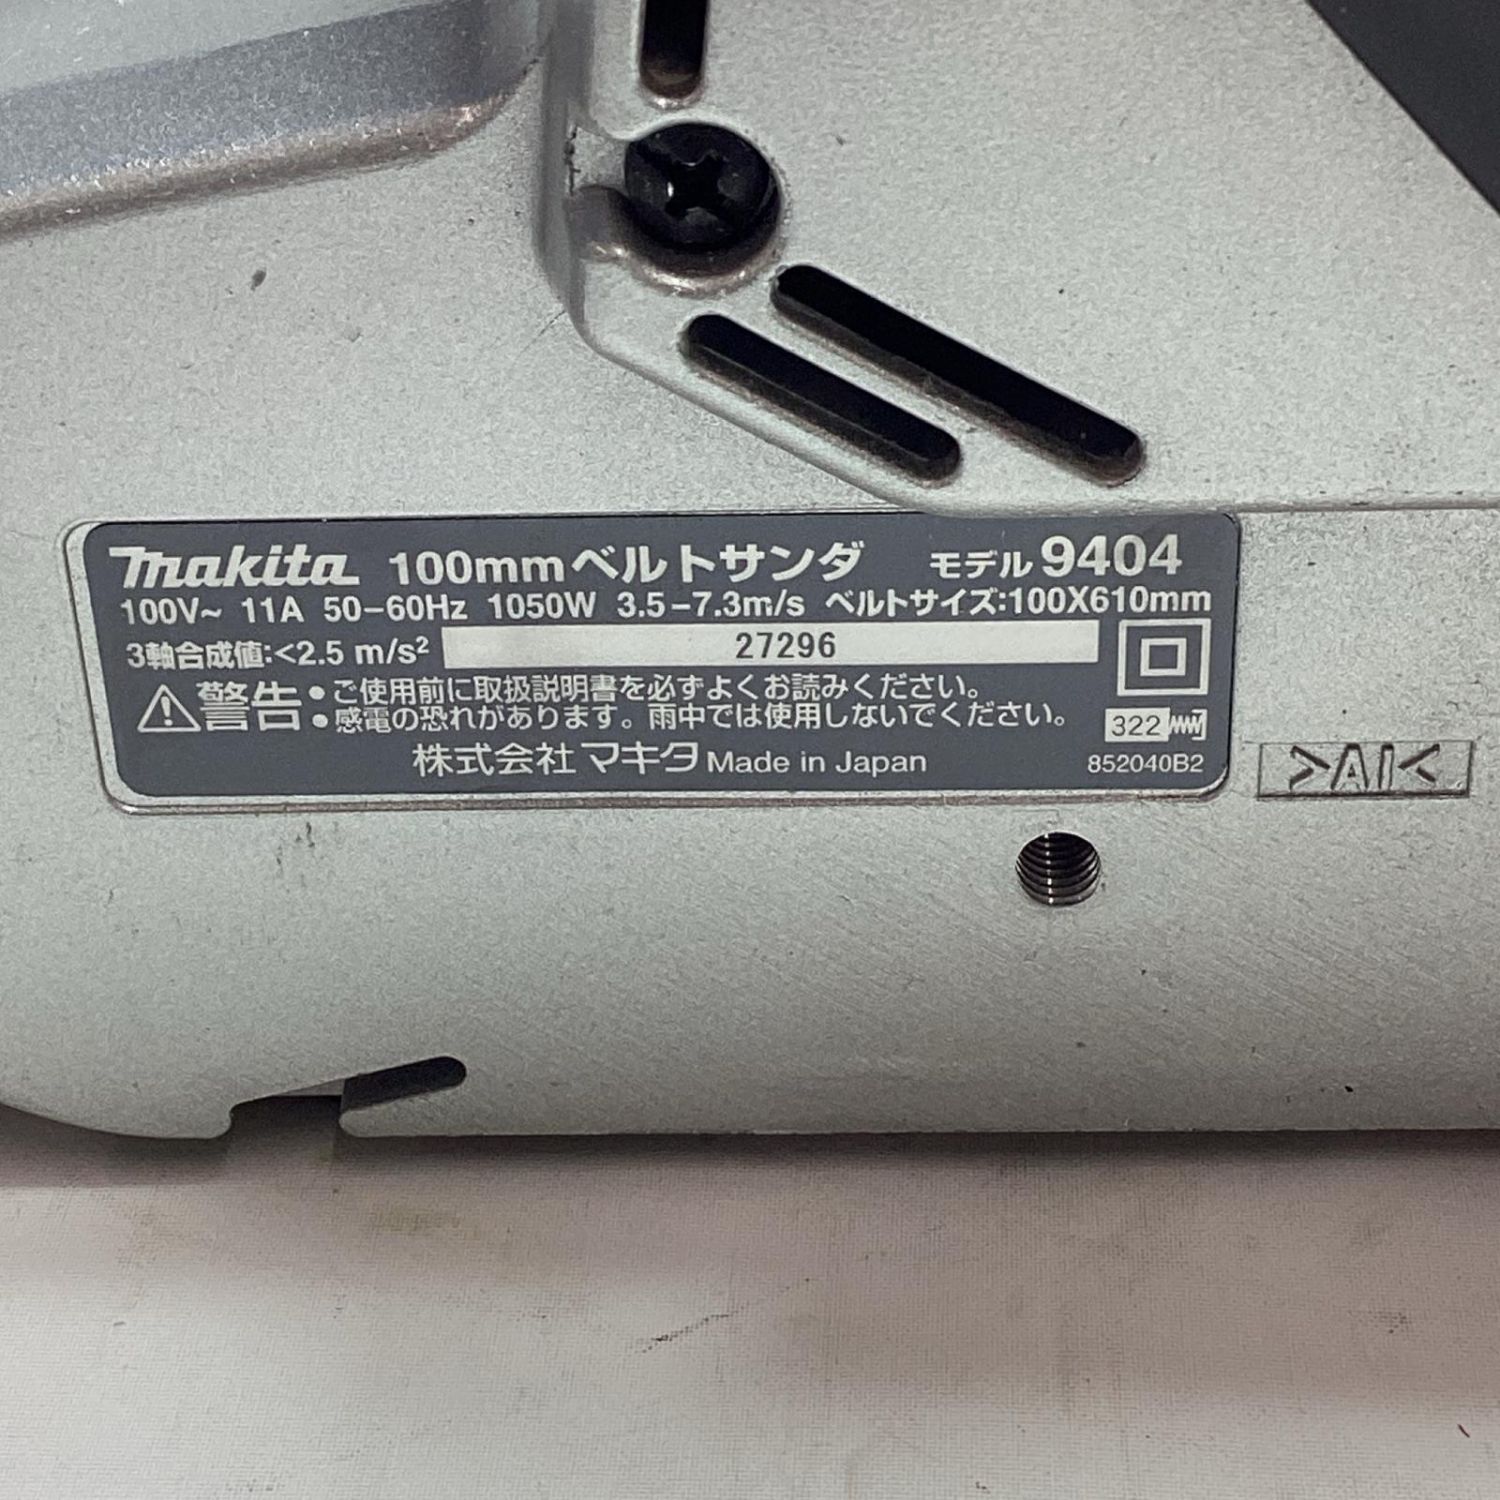 makita 100mmベルトサンダ モデル9404
100V~ 11A 50-60Hz 1050W 3.5-7.3m/s ベルトサイズ:100X610mm
3軸合成値:<2.5 m/s² 27296
警告 •ご使用前に取扱説明書を必ずよくお読みください。
•感電の恐れがあります。雨中では使用しないでください。
322
株式会社マキタ Made in Japan 852040B2
>AI<